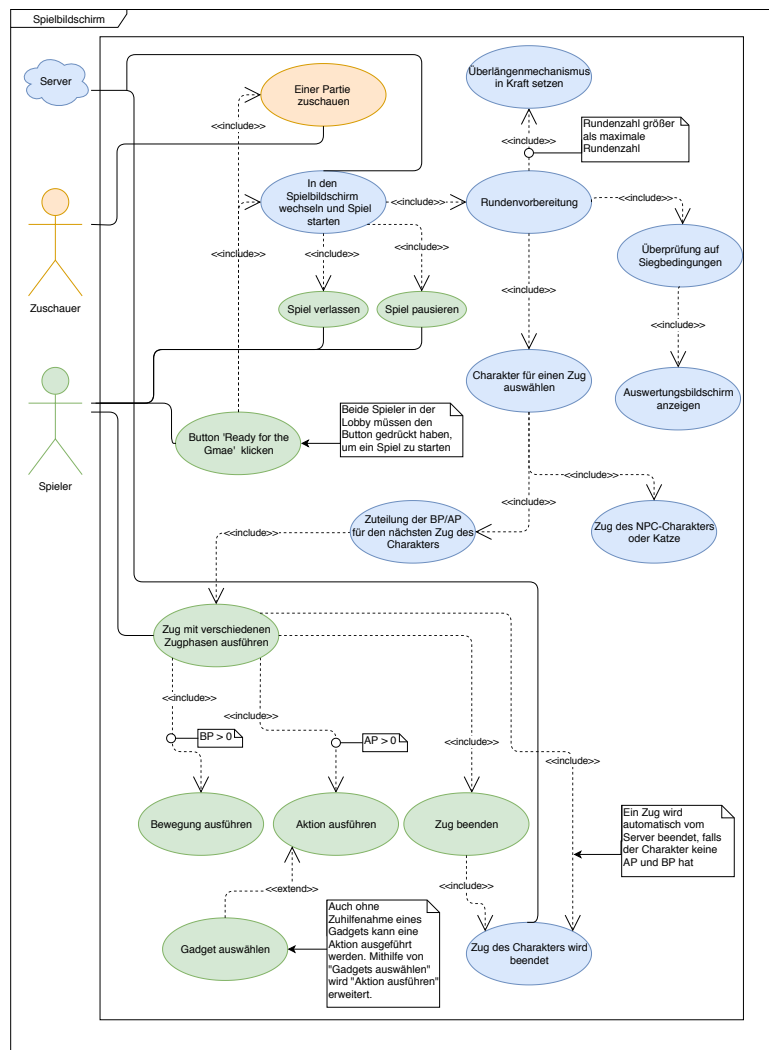 Spielbildschirm
Server
Einer Partie
zuschauen
Überlängenmechanismus
in Kraft setzen
<<include>>
<<include>>
Rundenzahl größer
als maximale
Rundenzahl
In den
Spielbildschirm
wechseln und Spiel
starten
<<include>>
Rundenvorbereitung
Zuschauer
<<include>>
<<include>>
<<include>>
<<include>>
Überprüfung auf
Siegbedingungen
<<include>>
Spiel verlassen
Spiel pausieren
<<include>>
Charakter für einen Zug
auswählen
Auswertungsbildschirm
anzeigen
Beide Spieler in der
Lobby müssen den
Button gedrückt haben,
um ein Spiel zu starten
Button 'Ready for the
Gmae'  klicken
Spieler
<<include>>
<<include>>
Zuteilung der BP/AP
für den nächsten Zug des
Charakters
Zug des NPC-Charakters
oder Katze
<<include>>
Zug mit verschiedenen
Zugphasen ausführen
<<include>>
<<include>>
BP > 0
AP > 0
<<include>>
<<include>>
Bewegung ausführen
Aktion ausführen
Zug beenden
Ein Zug wird
automatisch vom
Server beendet, falls
der Charakter keine
AP und BP hat
<<extend>>
<<include>>
Auch ohne
Zuhilfenahme eines
Gadgets kann eine
Aktion ausgeführt
werden. Mithilfe von
"Gadgets auswählen"
wird "Aktion ausführen"
erweitert.
Gadget auswählen
Zug des Charakters wird
beendet